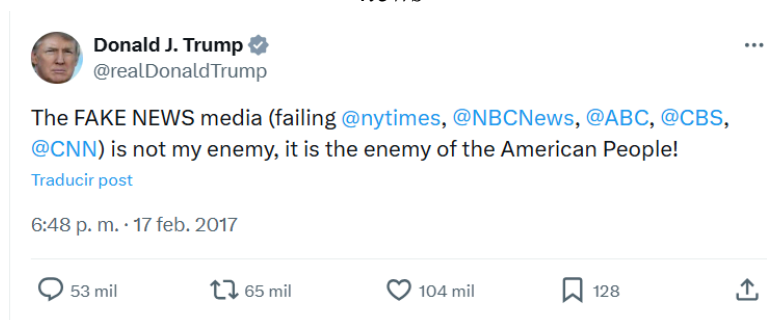 Donald J. Trump
@realDonaldTrump
The FAKE NEWS media (failing @nytimes, @NBCNews, @ABC, @CBS,
@CNN) is not my enemy, it is the enemy of the American People!
Traducir post
6:48 p. m. · 17 feb. 2017
53 mil 65 mil 104 mil 128